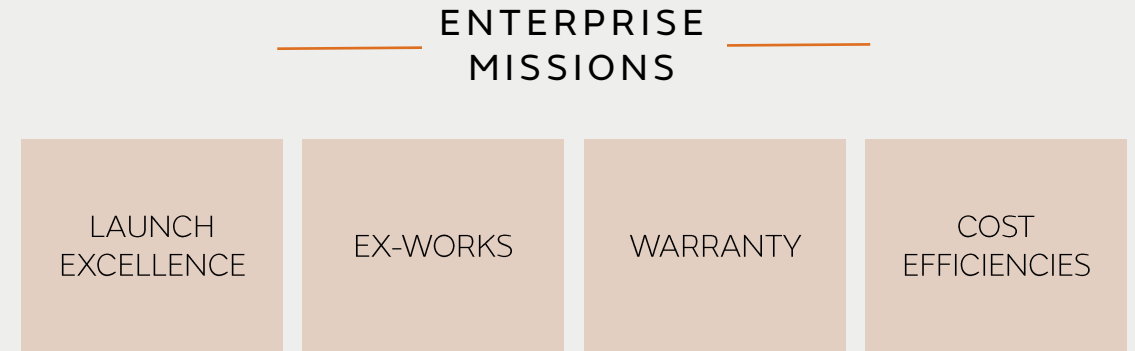 ENTERPRISE
MISSIONS
LAUNCH
EXCELLENCE
EX-WORKS
WARRANTY
COST
EFFICIENCIES